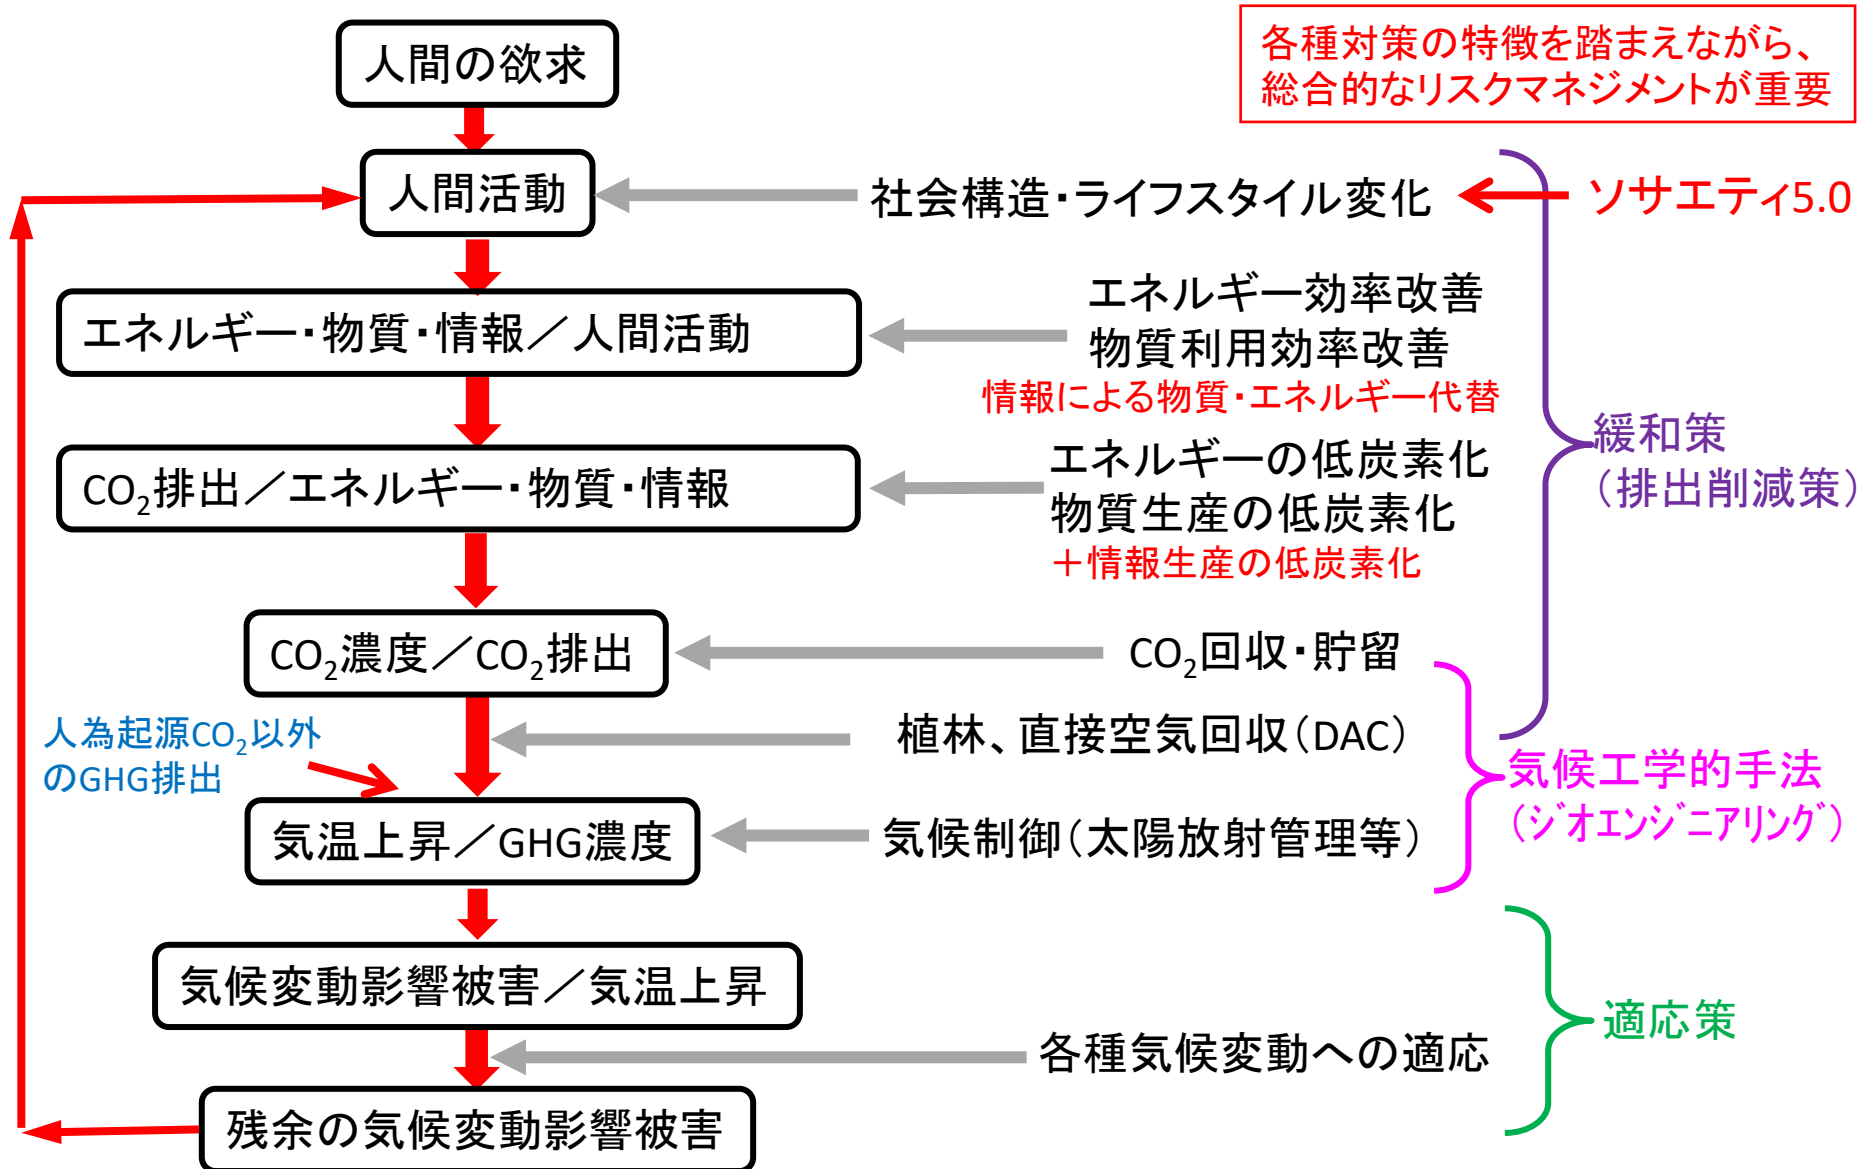 人間の欲求
各種対策の特徴を踏まえながら、
総合的なリスクマネジメントが重要
人間活動
社会構造・ライフスタイル変化
ソサエティ5.0
エネルギー・物質・情報／人間活動
エネルギー効率改善
物質利用効率改善
情報による物質・エネルギー代替
CO₂排出／エネルギー・物質・情報
エネルギーの低炭素化
物質生産の低炭素化
＋情報生産の低炭素化
緩和策
（排出削減策）
CO₂濃度／CO₂排出
CO₂回収・貯留
人為起源CO₂以外
のGHG排出
植林、直接空気回収（DAC）
気温上昇／GHG濃度
気候制御（太陽放射管理等）
気候工学的手法
（ｼﾞｵエンｼﾞﾆアリング）
気候変動影響被害／気温上昇
各種気候変動への適応
適応策
残余の気候変動影響被害